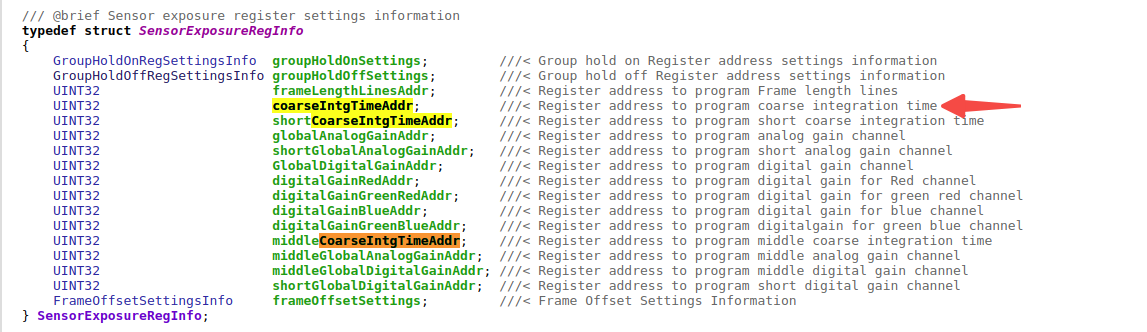 /// @brief Sensor exposure register settings information
typedef struct SensorExposureRegInfo
{
    GroupHoldOnRegSettingsInfo  groupHoldOnSettings;         ///< Group hold on Register address settings information
    GroupHoldOffRegSettingsInfo groupHoldOffSettings;        ///< Group hold off Register address settings information
    UINT32                      frameLengthLinesAddr;        ///< Register address to program Frame length lines
    UINT32                      coarseIntgTimeAddr;          ///< Register address to program coarse integration time
    UINT32                      shortCoarseIntgTimeAddr;     ///< Register address to program short coarse integration time
    UINT32                      globalAnalogGainAddr;        ///< Register address to program analog gain channel
    UINT32                      shortGlobalAnalogGainAddr;   ///< Register address to program short analog gain channel
    UINT32                      GlobalDigitalGainAddr;       ///< Register address to program digital gain channel
    UINT32                      digitalGainRedAddr;          ///< Register address to program digital gain for Red channel
    UINT32                      digitalGainGreenRedAddr;     ///< Register address to program digital gain for green red channel
    UINT32                      digitalGainBlueAddr;         ///< Register address to program digital gain for blue channel
    UINT32                      digitalGainGreenBlueAddr;    ///< Register address to program digitalgain for green blue channel
    UINT32                      middleCoarseIntgTimeAddr;    ///< Register address to program middle coarse integration time
    UINT32                      middleGlobalAnalogGainAddr;  ///< Register address to program middle analog gain channel
    UINT32                      middleGlobalDigitalGainAddr; ///< Register address to program middle digital gain channel
    UINT32                      shortGlobalDigitalGainAddr;  ///< Register address to program short digital gain channel
    FrameOffsetSettingsInfo     frameOffsetSettings;         ///< Frame Offset Settings Information
} SensorExposureRegInfo;